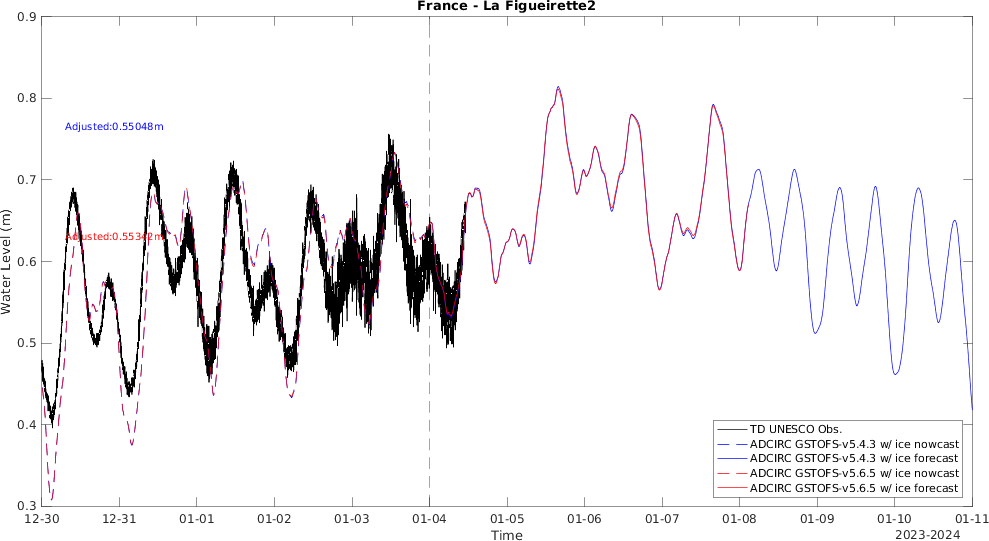 France - La Figueirette2
0.9
0.8
0.7
0.6
0.5
0.4
0.3
Water Level (m)
Adjusted:0.55048m
Adjusted:0.55342m
TD UNESCO Obs.
ADCIRC GSTOFS-v5.4.3 w/ ice nowcast
ADCIRC GSTOFS-v5.4.3 w/ ice forecast
ADCIRC GSTOFS-v5.6.5 w/ ice nowcast
ADCIRC GSTOFS-v5.6.5 w/ ice forecast
12-30 12-31 01-01 01-02 01-03 01-04 01-05 01-06 01-07 01-08 01-09 01-10 01-11
Time
2023-2024